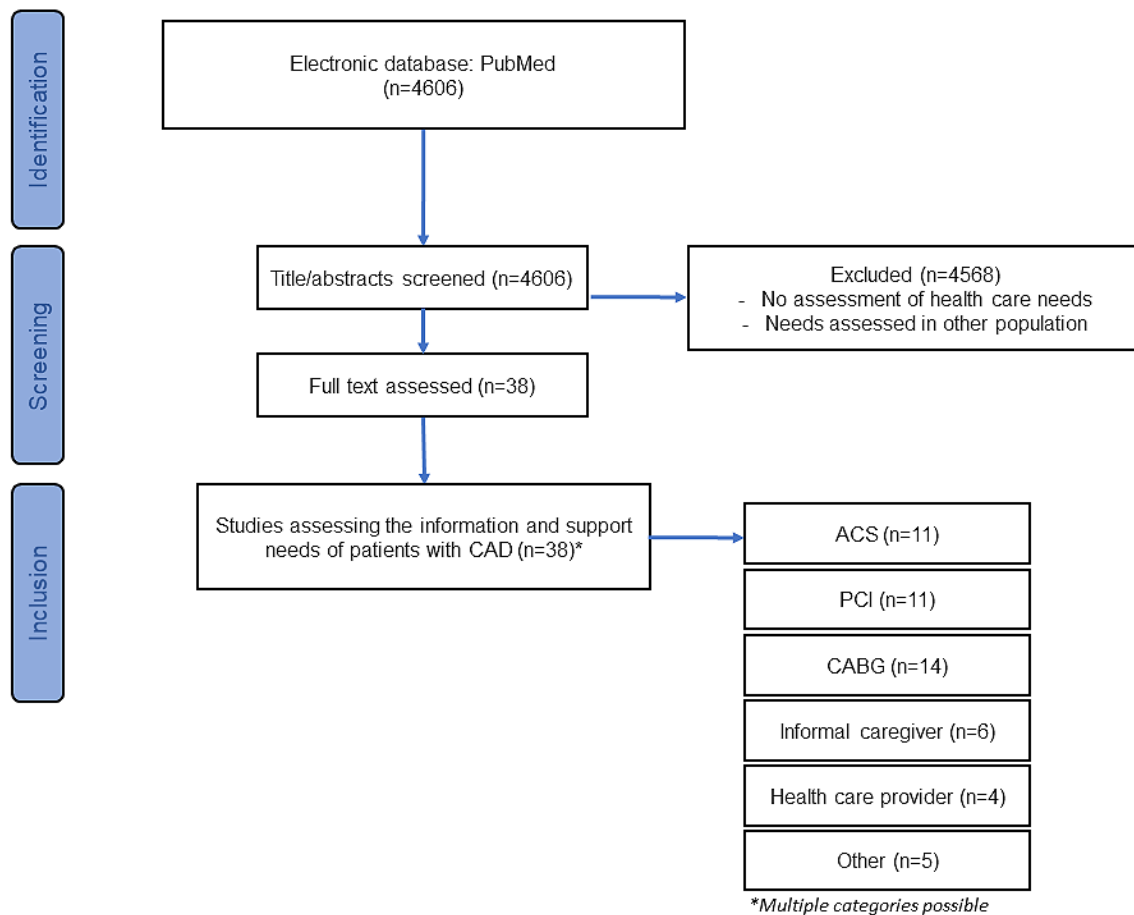 Identification
Electronic database: PubMed
(n=4606)
Screening
Title/abstracts screened (n=4606)
Excluded (n=4568)
- No assessment of health care needs
- Needs assessed in other population
Full text assessed (n=38)
Inclusion
Studies assessing the information and support
needs of patients with CAD (n=38)*
ACS (n=11)
PCI (n=11)
CABG (n=14)
Informal caregiver (n=6)
Health care provider (n=4)
Other (n=5)
*Multiple categories possible